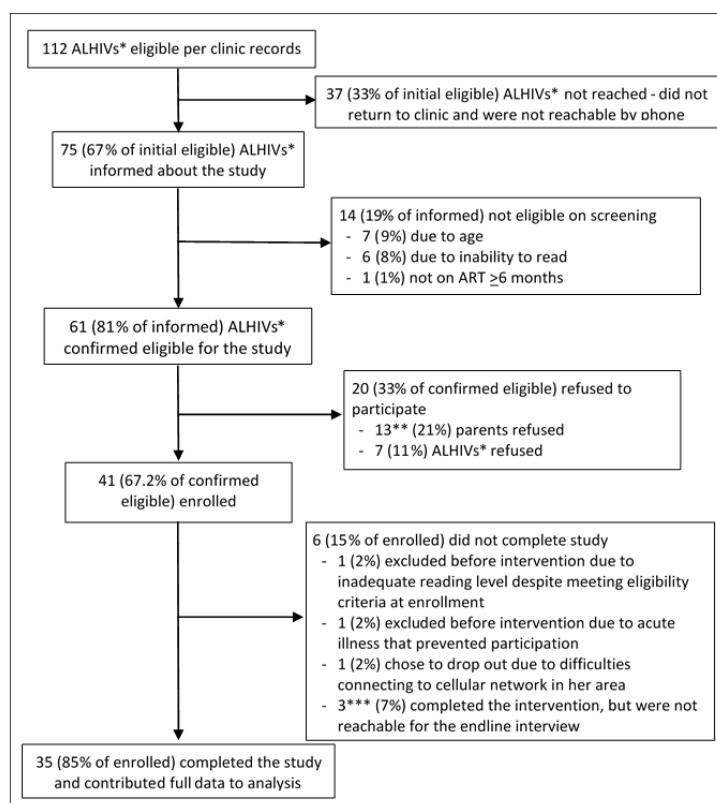 112 ALHIVs* eligible per clinic records
37 (33% of initial eligible) ALHIVs* not reached - did not
return to clinic and were not reachable by phone
75 (67% of initial eligible) ALHIVs*
informed about the study
14 (19% of informed) not eligible on screening
- 7 (9%) due to age
- 6 (8%) due to inability to read
- 1 (1%) not on ART ≥6 months
61 (81% of informed) ALHIVs*
confirmed eligible for the study
20 (33% of confirmed eligible) refused to
participate
- 13** (21%) parents refused
- 7 (11%) ALHIVs* refused
41 (67.2% of confirmed
eligible) enrolled
6 (15% of enrolled) did not complete study
- 1 (2%) excluded before intervention due to
inadequate reading level despite meeting eligibility
criteria at enrollment
- 1 (2%) excluded before intervention due to acute
illness that prevented participation
- 1 (2%) chose to drop out due to difficulties
connecting to cellular network in her area
- 3*** (7%) completed the intervention, but were not
reachable for the endline interview
35 (85% of enrolled) completed the study
and contributed full data to analysis